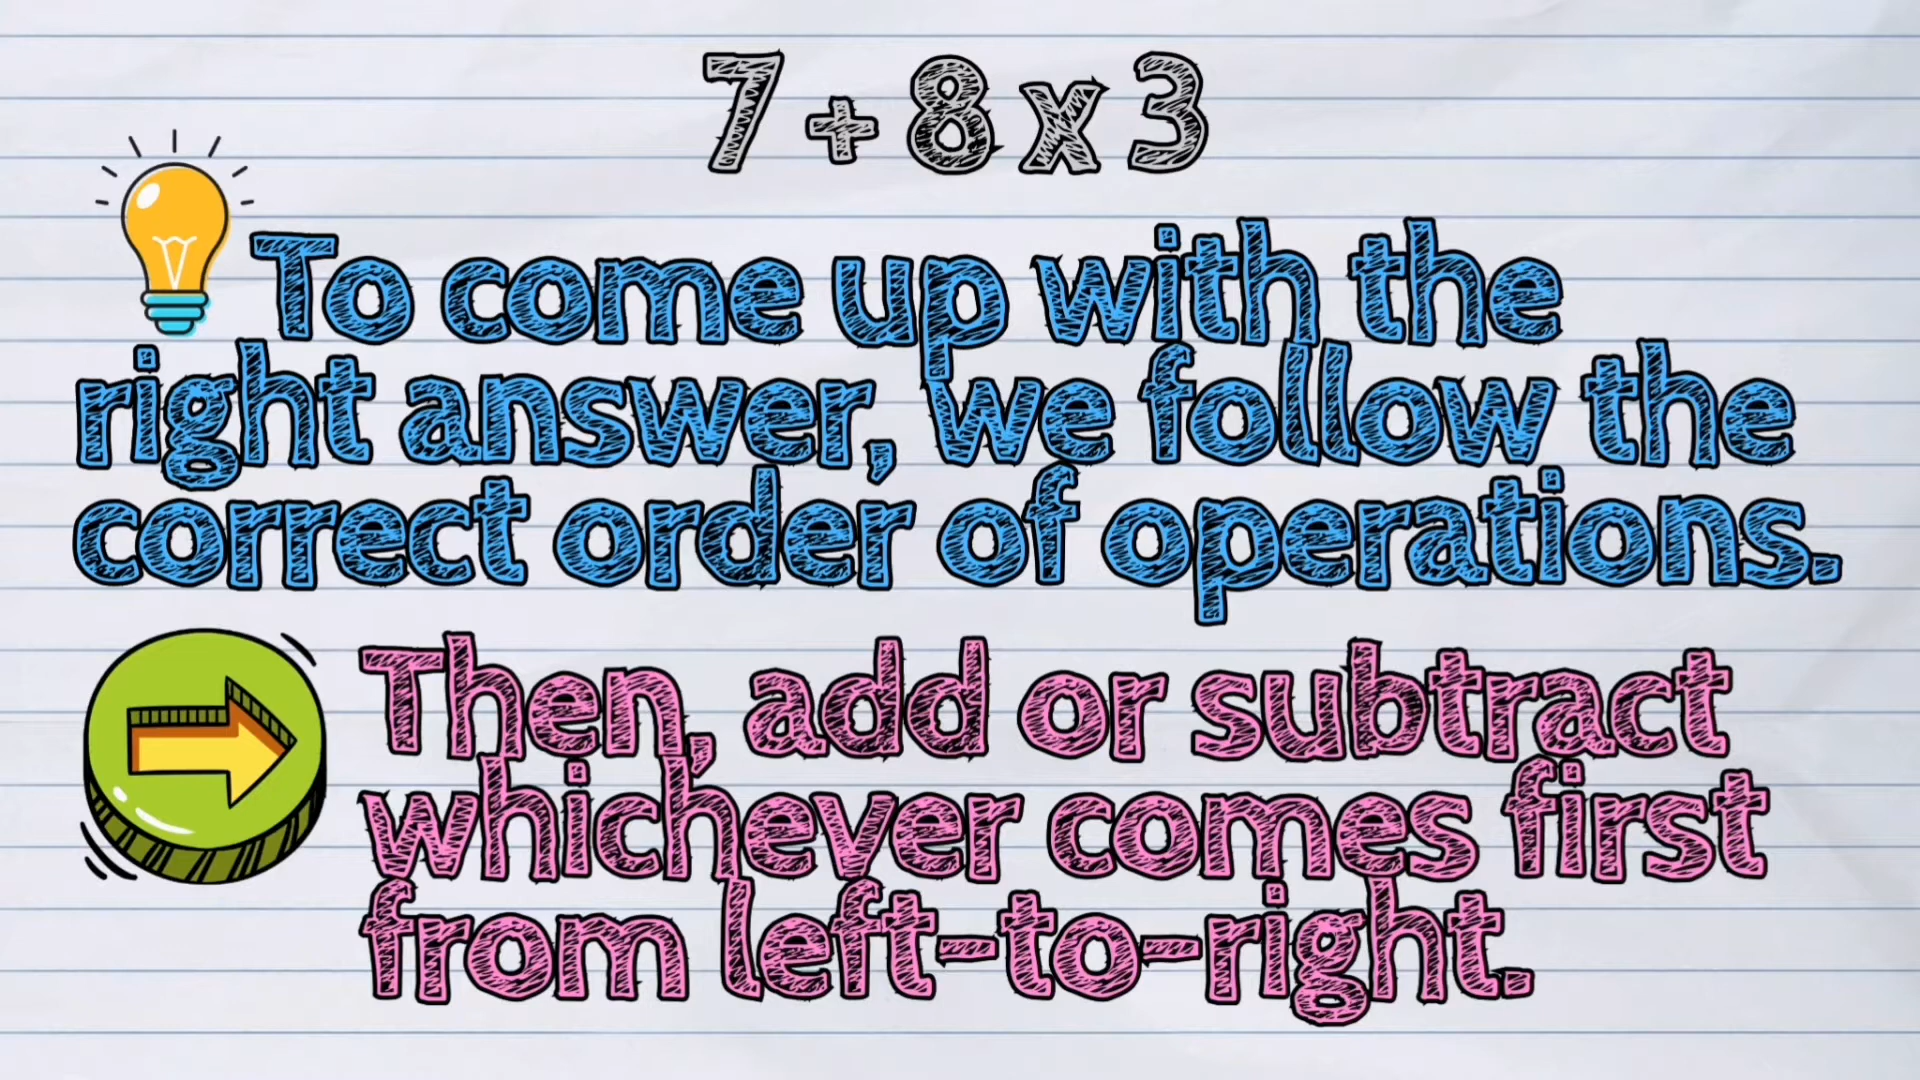 7 + 8 x 3
To come up with the
right answer, we follow the
correct order of operations.
Then, add or subtract
whichever comes first
from left-to-right.